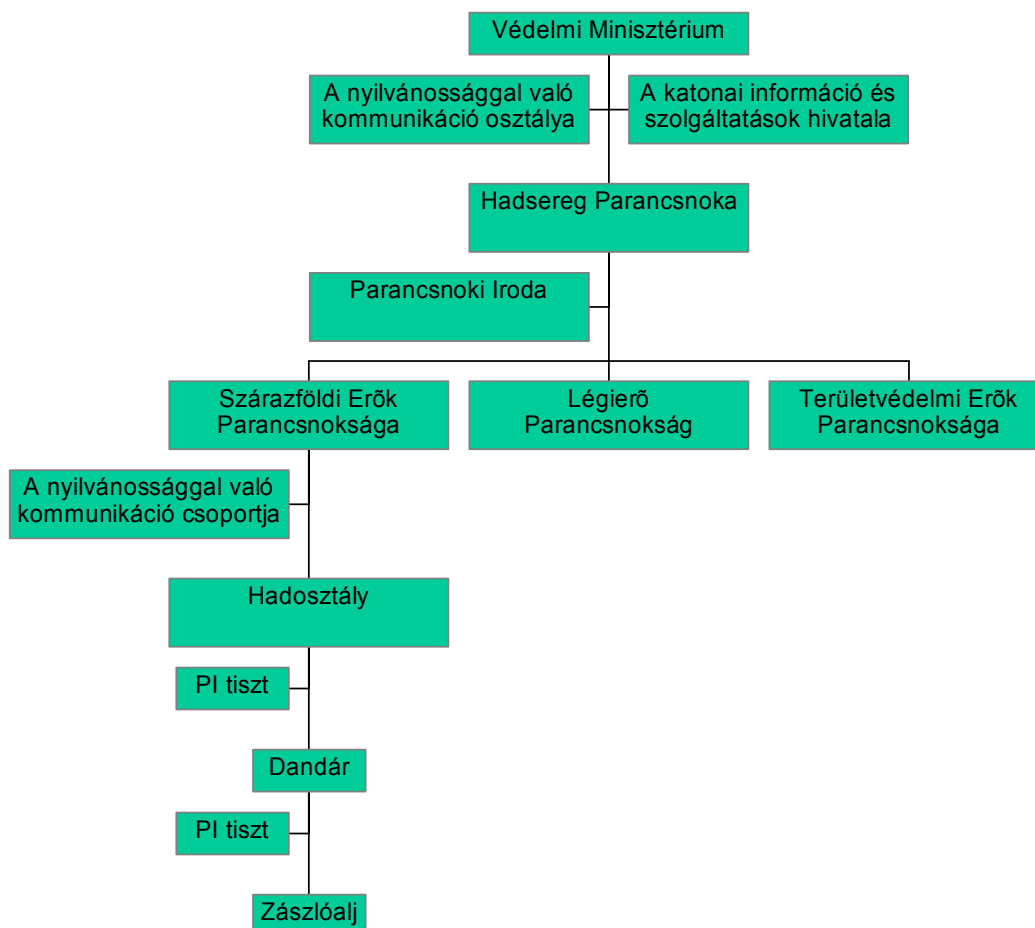 Védelmi Minisztérium
A nyilvánossággal való
kommunikáció osztálya
A katonai információ és
szolgáltatások hivatala
Hadsereg Parancsnoka
Parancsnoki Iroda
Szárazföldi Erõk
Parancsnoksága
Légierõ
Parancsnokság
Területvédelmi Erõk
Parancsnoksága
A nyilvánossággal való
kommunikáció csoportja
Hadosztály
PI tiszt
Dandár
PI tiszt
Zászlóalj